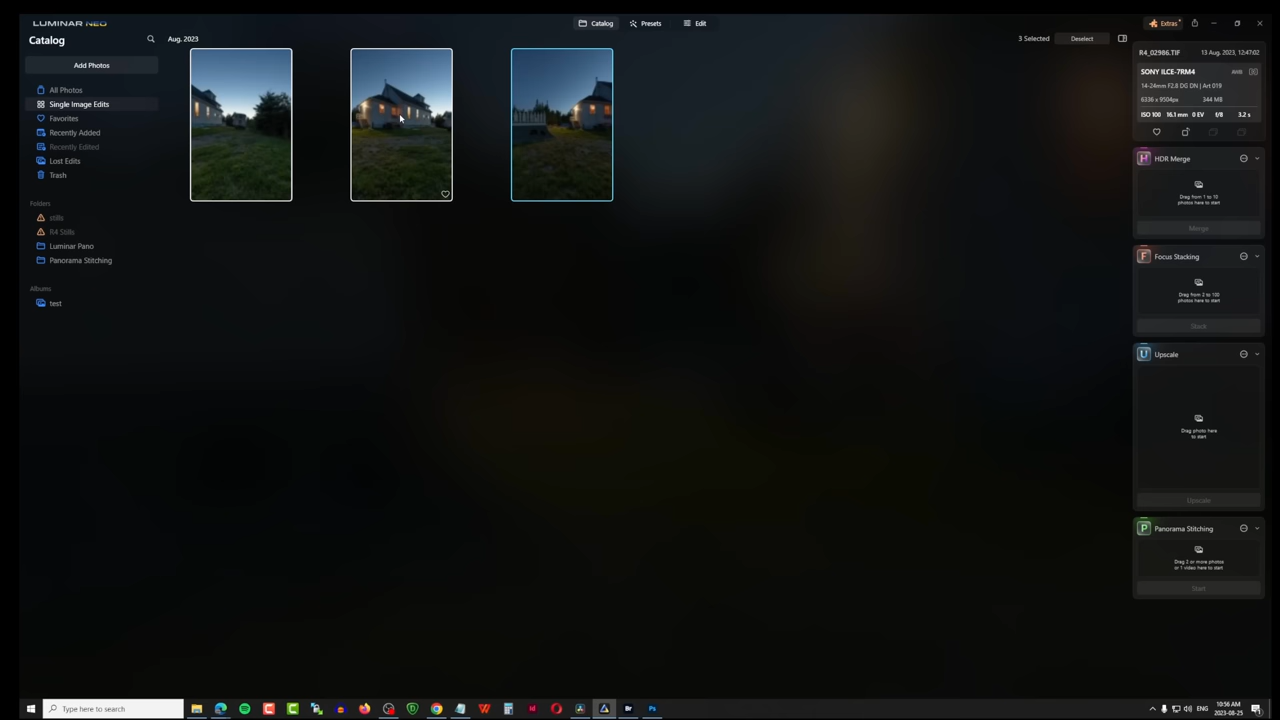 LUMINAR NEO
Catalog
Presets
Edit
Extras
Catalog
Aug. 2023
3 Selected
Deselect
Add Photos
All Photos
Single Image Edits
Favorites
Recently Added
Recently Edited
Lost Edits
Trash
Folders
stills
R4 Stills
Luminar Pano
Panorama Stitching
Albums
test
R4_02986.TIF
13 Aug. 2023, 12:47:02
SONY ILCE-7RM4
AWB
14-24mm F2.8 DG DN | Art 019
6336 x 9504px
344 MB
ISO 100
16.1 mm
0 EV
f/8
3.2 s
HDR Merge
Drag from 1 to 10
photos here to start
Merge
Focus Stacking
Drag from 2 to 100
photos here to start
Stack
Upscale
Drag photo here
to start
Upscale
Panorama Stitching
Drag 2 or more photos
or 1 video here to start
Start
Type here to search
ENG
10:56 AM
2023-08-25